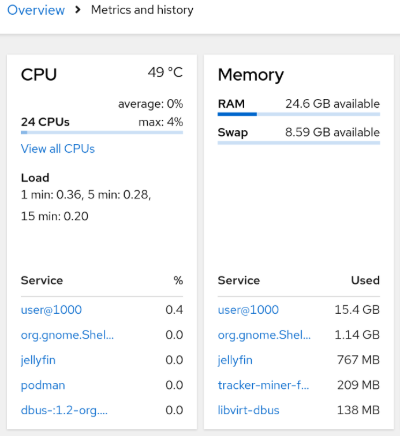 Overview > Metrics and history
CPU
49 °C
average: 0%
24 CPUs
max: 4%
View all CPUs
Load
1 min: 0.36, 5 min: 0.28,
15 min: 0.20
Service %
user@1000 0.4
org.gnome.Shel... 0.0
jellyfin 0.0
podman 0.0
dbus-:1.2-org.... 0.0
Memory
RAM 24.6 GB available
Swap 8.59 GB available
Service Used
user@1000 15.4 GB
org.gnome.Shel... 1.14 GB
jellyfin 767 MB
tracker-miner-f... 209 MB
libvirt-dbus 138 MB